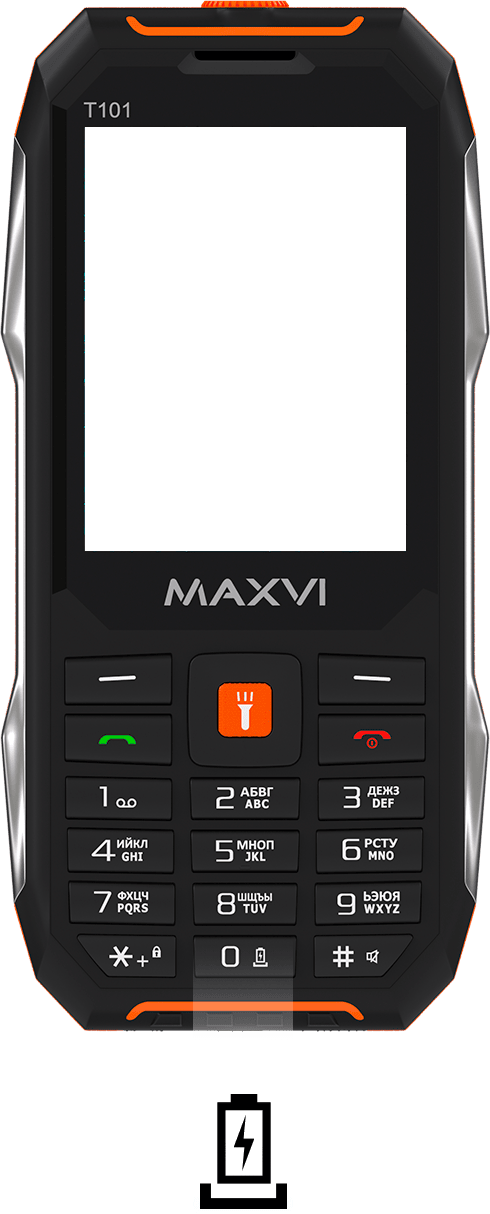 T101
MAXVI
1
2 АБВГ ABC
3 ДЕЖЗ DEF
4 ИЙКЛ GHI
5 МНОП JKL
6 РСТУ MNO
7 ФХЦЧ PQRS
8 ШЩЪЫ TUV
9 ЬЭЮЯ WXYZ
* +
0
#